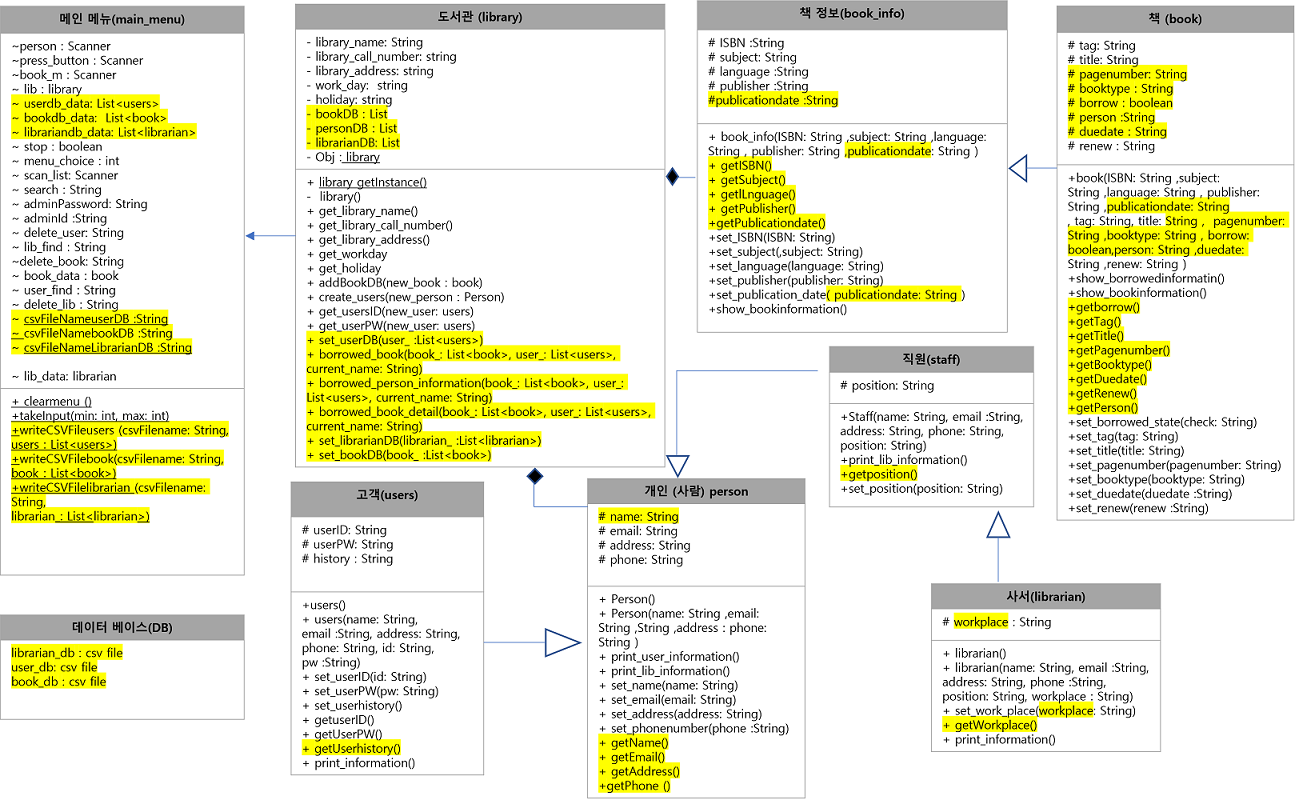 메인 메뉴(main_menu)
~person : Scanner
~press_button : Scanner
~book_m : Scanner
~ lib : library
~ userdb_data: List<users>
~ bookdb_data:  List<book>
~ librariandb_data: List<librarian>
~ stop : boolean
~ menu_choice : int
~ scan_list: Scanner
~ search : String
~ adminPassword: String
~ adminId :String
~ delete_user: String
~ lib_find : String
~delete_book: String
~ book_data : book
~ user_find : String
~ delete_lib : String
~ csvFileNameuserDB :String
~ csvFileNamebookDB :String
~ csvFileNameLibrarianDB :String
~ lib_data: librarian
+ clearmenu ()
+takeInput(min: int, max: int)
+writeCSVFileusers (csvFilename: String,
users : List<users>)
+writeCSVFilebook(csvFilename: String,
book : List<book>)
+writeCSVFilelibrarian (csvFilename:
String,
librarian : List<librarian>)
데이터 베이스(DB)
librarian_db : csv file
user_db: csv file
book_db : csv file
도서관 (library)
- library_name: String
- library_call_number: string
- library_address: string
- work_day:  string
- holiday: string
- bookDB : List
- personDB : List
- librarianDB: List
- Obj : library
+ library getInstance()
- library()
+ get_library_name()
+ get_library_call_number()
+ get_library_address()
+ get_workday
+ get_holiday
+ addBookDB(new_book : book)
+ create_users(new_person : Person)
+ get_usersID(new_user: users)
+ get_userPW(new_user: users)
+ set_userDB(user_ :List<users>)
+ borrowed_book(book_: List<book>, user_: List<users>,
current_name: String)
+ borrowed_person_information(book_: List<book>, user_:
List<users>, current_name: String)
+ borrowed_book_detail(book_: List<book>, user_: List<users>,
current_name: String)
+ set_librarianDB(librarian_ :List<librarian>)
+ set_bookDB(book_ :List<book>)
고객(users)
# userID: String
# userPW: String
# history : String
+users()
+ users(name: String,
email :String, address: String,
phone: String, id: String,
pw :String)
+ set_userID(id: String)
+ set_userPW(pw: String)
+ set_userhistory()
+ getuserID()
+ getUserPW()
+ getUserhistory()
+ print_information()
개인 (사람) person
# name: String
# email: String
# address: String
# phone: String
+ Person()
+ Person(name: String ,email:
String ,String ,address : phone:
String )
+ print_user_information()
+ print_lib_information()
+ set_name(name: String)
+ set_email(email: String)
+ set_address(address: String)
+ set_phonenumber(phone :String)
+ getName()
+ getEmail()
+ getAddress()
+getPhone ()
책 정보(book_info)
# ISBN :String
# subject: String
# language :String
# publisher :String
#publicationdate :String
+ book_info(ISBN: String ,subject: String ,language:
String , publisher: String ,publicationdate: String )
+ getISBN()
+ getSubject()
+ getlLnguage()
+ getPublisher()
+getPublicationdate()
+set_ISBN(ISBN: String)
+set_subject(,subject: String)
+set_language(language: String)
+set_publisher(publisher: String)
+set_publication_date( publicationdate: String )
+show_bookinformation()
직원(staff)
# position: String
+Staff(name: String, email :String,
address: String, phone: String,
position: String)
+print_lib_information()
+getposition()
+set_position(position: String)
사서(librarian)
# workplace : String
+ librarian()
+ librarian(name: String, email :String,
address: String, phone :String,
position: String, workplace : String)
+ set_work_place(workplace: String)
+ getWorkplace()
+ print_information()
책 (book)
# tag: String
# title: String
# pagenumber: String
# booktype : String
# borrow : boolean
# person :String
# duedate : String
# renew : String
+book(ISBN: String ,subject:
String ,language: String , publisher:
String ,publicationdate: String
, tag: String, title: String ,  pagenumber:
String ,booktype: String , borrow:
boolean,person: String ,duedate:
String ,renew: String )
+show_borrowedinformatin()
+show_bookinformation()
+getborrow()
+getTag()
+getTitle()
+getPagenumber()
+getBooktype()
+getDuedate()
+getRenew()
+getPerson()
+set_borrowed_state(check: String)
+set_tag(tag: String)
+set_title(title: String)
+set_pagenumber(pagenumber: String)
+set_booktype(booktype: String)
+set_duedate(duedate :String)
+set_renew(renew :String)